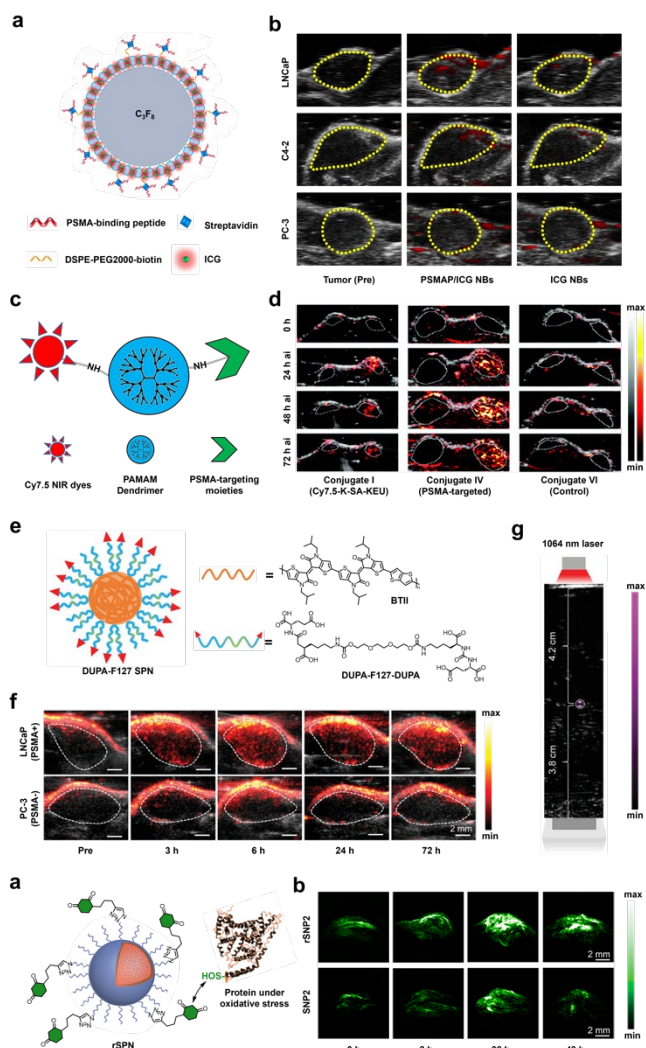 a
C3F8
PSMA-binding peptide
Streptavidin
DSPE-PEG2000-biotin
ICG
b
LNCaP
C4-2
PC-3
Tumor (Pre)
PSMAP/ICG NBs
ICG NBs
c
NH
NH
Cy7.5 NIR dyes
PAMAM
Dendrimer
PSMA-targeting
moieties
d
max
0 h
24 h ai
48 h ai
72 h ai
min
Conjugate I
(Cy7.5-K-SA-KEU)
Conjugate IV
(PSMA-targeted)
Conjugate VI
(Control)
e
DUPA-F127 SPN
=
BTII
=
DUPA-F127-DUPA
g
1064 nm laser
4.2 cm
3.8 cm
max
min
f
LNCaP
(PSMA+)
PC-3
(PSMA-)
max
min
2 mm
Pre
3 h
6 h
24 h
72 h
a
HOS
Protein under
oxidative stress
rSPN
b
rSNP2
SNP2
2 mm
2 mm
max
min